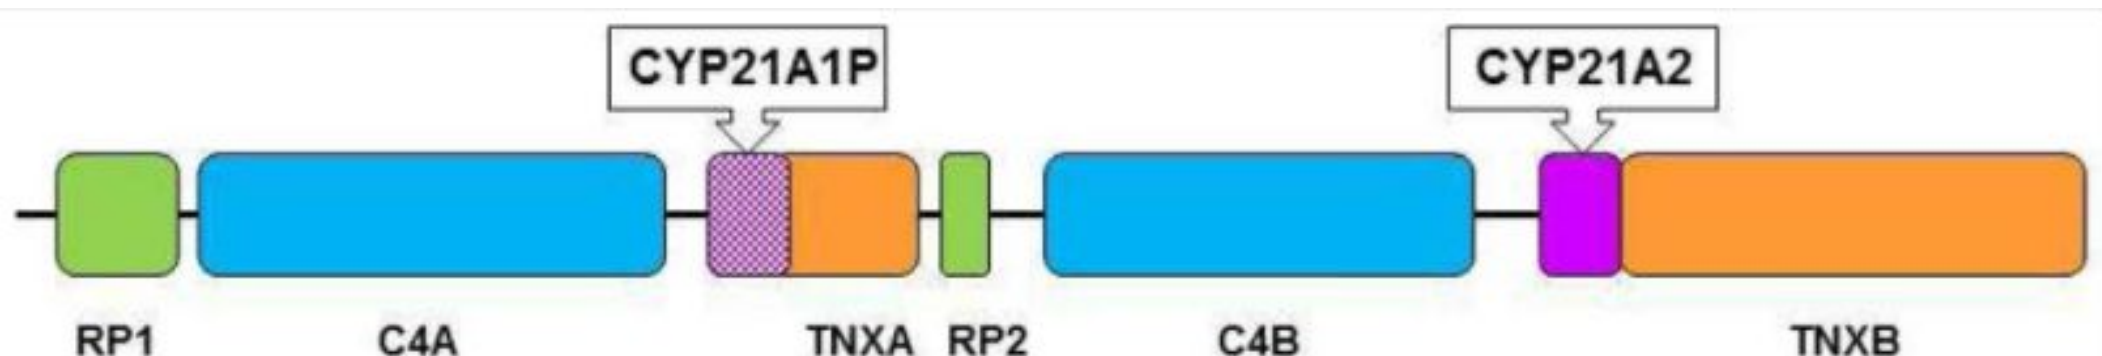 CYP21A1P CYP21A2
RP1 C4A TNXA RP2 C4B TNXB